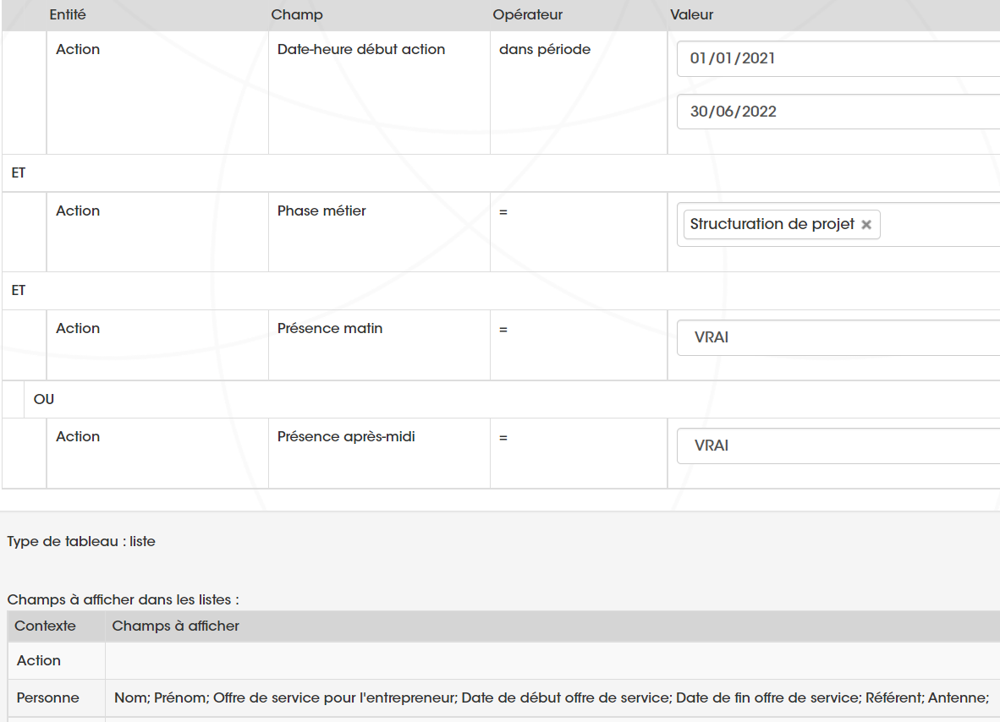 Entité Champ Opérateur Valeur
Action Date-heure début action dans période 01/01/2021
30/06/2022
ET
Action Phase métier = Structuration de projet ×
ET
Action Présence matin = VRAI
OU
Action Présence après-midi = VRAI
Type de tableau : liste
Champs à afficher dans les listes :
Contexte Champs à afficher
Action
Personne Nom; Prénom; Offre de service pour l'entrepreneur; Date de début offre de service; Date de fin offre de service; Référent; Antenne;